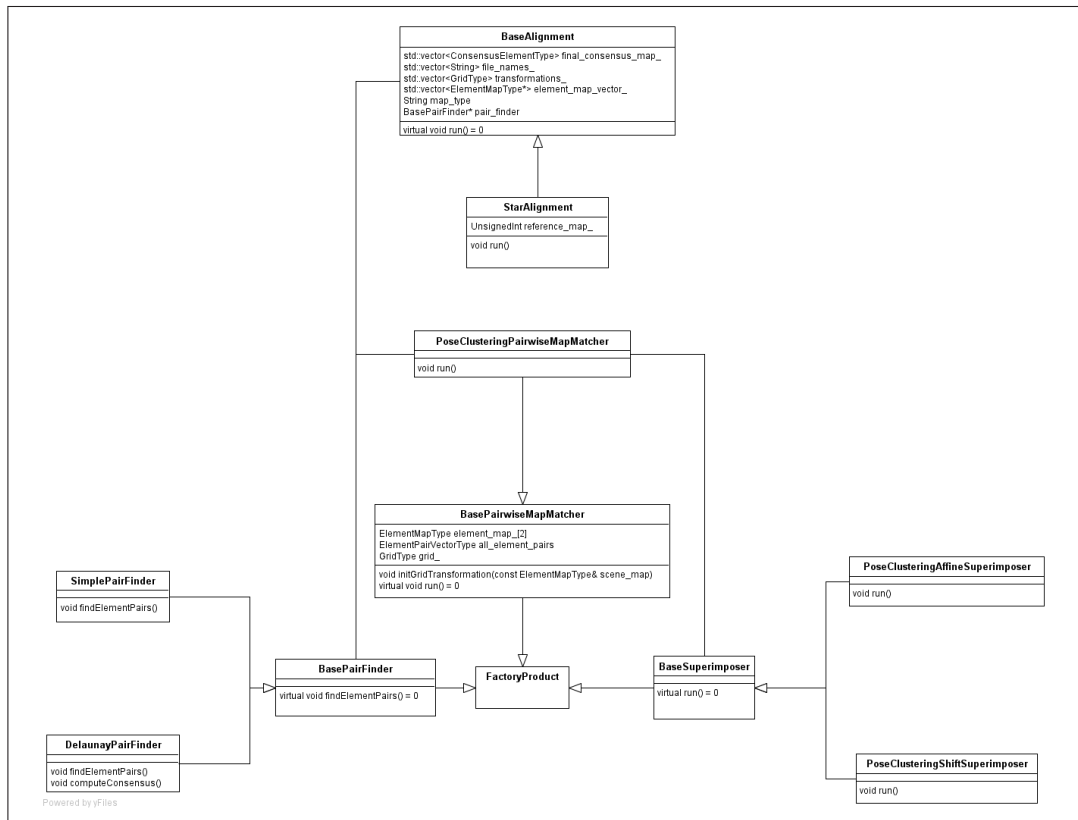 BaseAlignment
std::vector<ConsensusElementType> final_consensus_map_
std::vector<String> file_names_
std::vector<GridType> transformations_
std::vector<ElementMapType*> element_map_vector_
String map_type
BasePairFinder* pair_finder
virtual void run() = 0
StarAlignment
UnsignedInt reference_map_
void run()
PoseClusteringPairwiseMapMatcher
void run()
BasePairwiseMapMatcher
ElementMapType element_map_[2]
ElementPairVectorType all_element_pairs
GridType grid_
void initGridTransformation(const ElementMapType& scene_map)
virtual void run() = 0
SimplePairFinder
void findElementPairs()
PoseClusteringAffineSuperimposer
void run()
BasePairFinder
virtual void findElementPairs() = 0
FactoryProduct
BaseSuperimposer
virtual run() = 0
DelaunayPairFinder
void findElementPairs()
void computeConsensus()
PoseClusteringShiftSuperimposer
void run()
Powered by yFiles